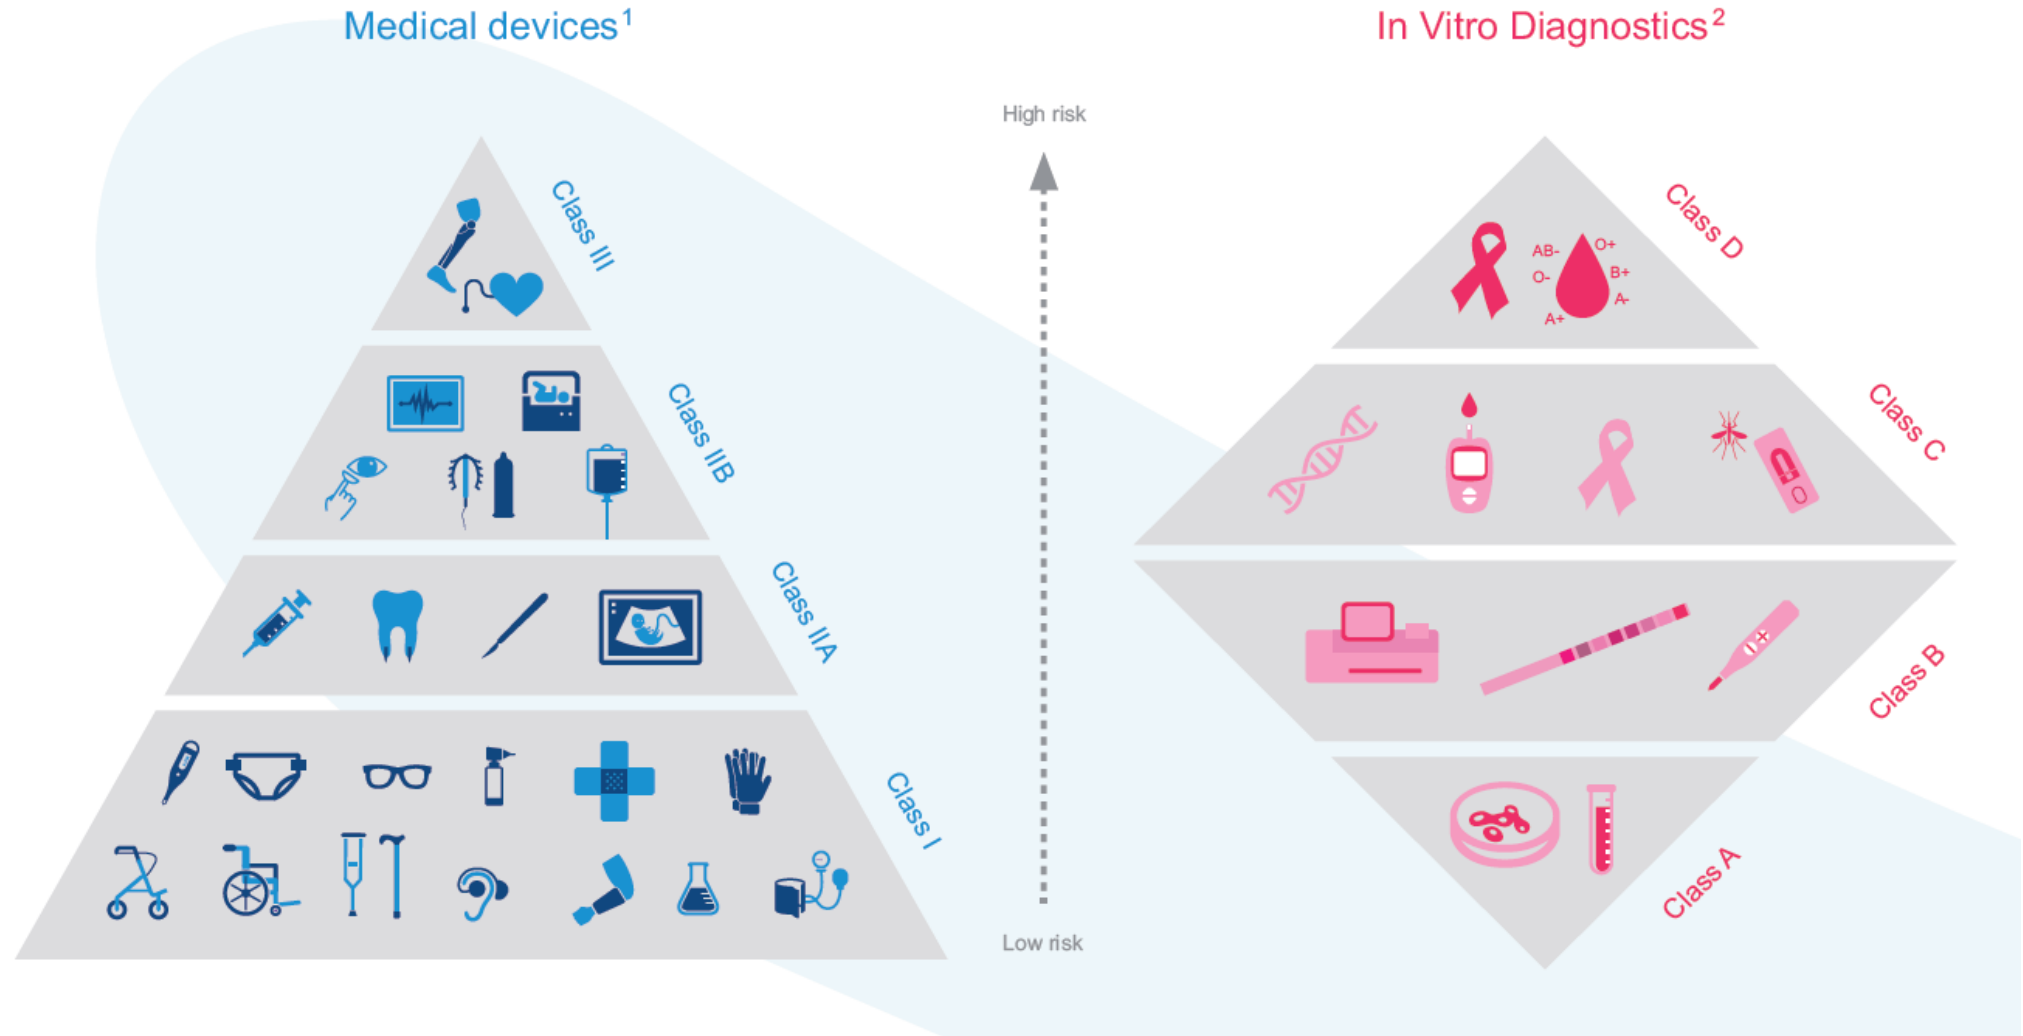 Medical devices¹
In Vitro Diagnostics²
High risk
Class III
Class D
AB-
O+
O-
B+
A-
A+
Class IIB
Class C
Class IIA
Class B
Class I
Class A
Low risk